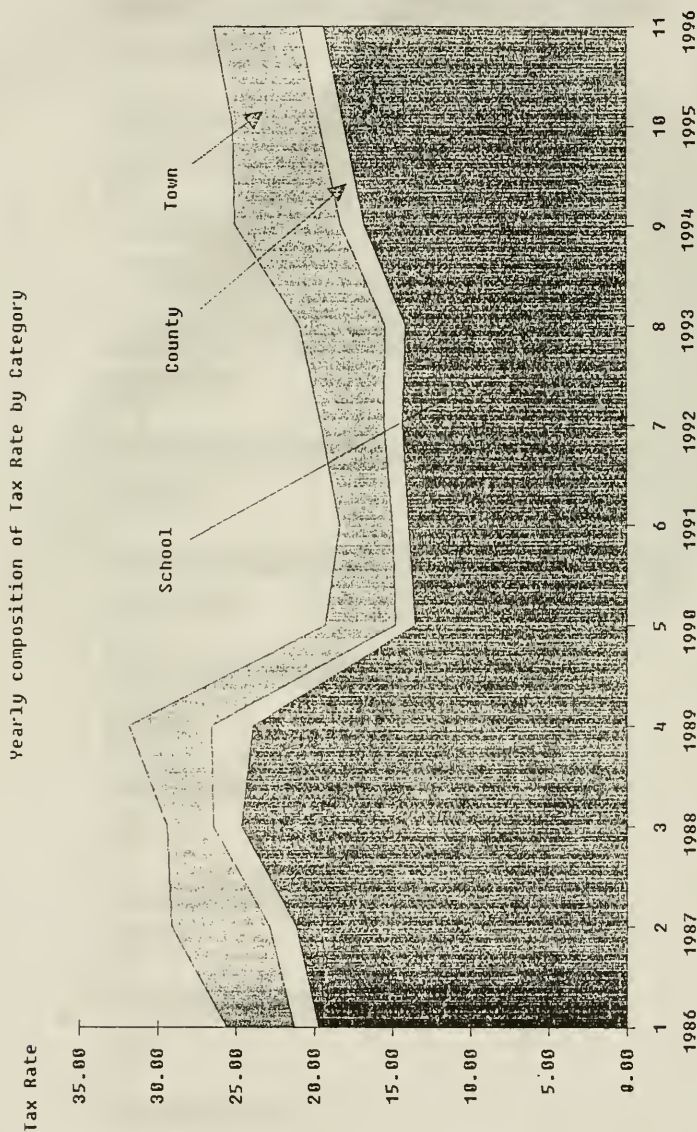 Yearly composition of Tax Rate by Category
Tax Rate
35.00
30.00
25.00
20.00
15.00
10.00
5.00
0.00
School
County
Town
1 2 3 4 5 6 7 8 9 10 11
1986 1987 1988 1989 1990 1991 1992 1993 1994 1995 1996